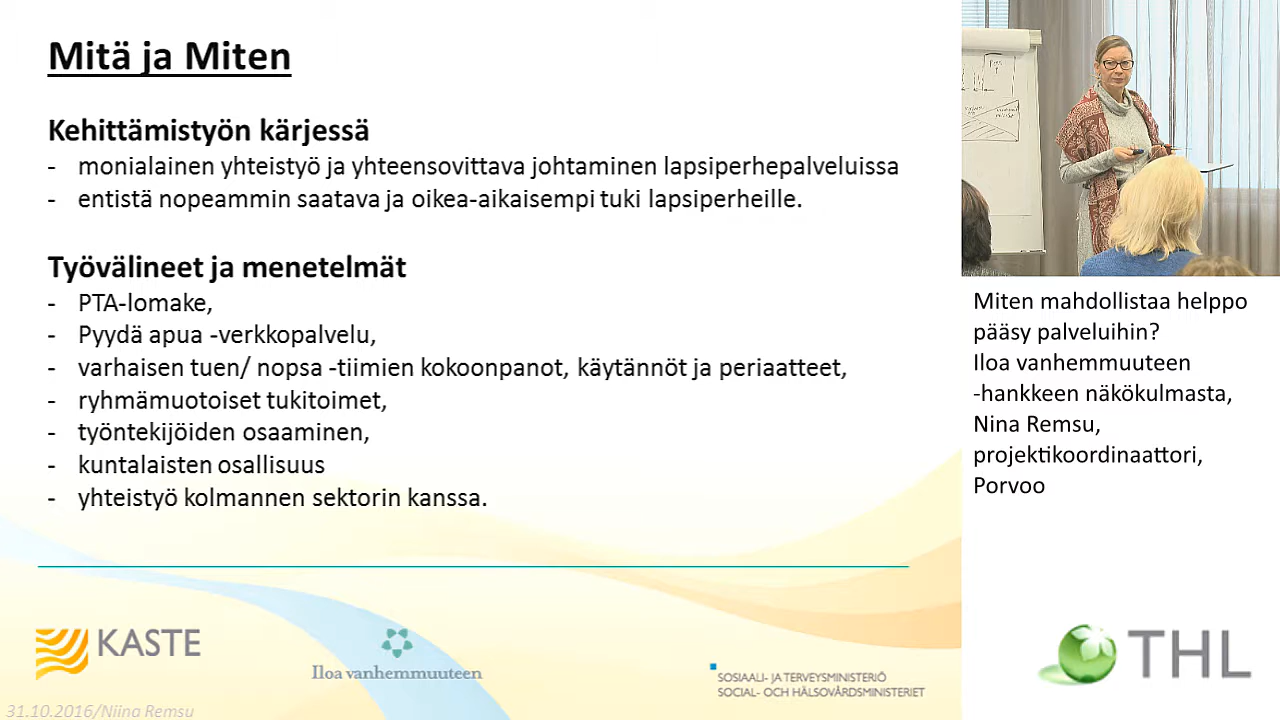 Mitä ja Miten
Kehittämistyön kärjessä
- monialainen yhteistyö ja yhteensovittava johtaminen lapsiperhepalveluissa
- entistä nopeammin saatava ja oikea-aikaisempi tuki lapsiperheille.
Työvälineet ja menetelmät
- PTA-lomake,
- Pyydä apua -verkkopalvelu,
- varhaisen tuen/ nopsa -tiimien kokoonpanot, käytännöt ja periaatteet,
- ryhmämuotoiset tukitoimet,
- työntekijöiden osaaminen,
- kuntalaisten osallisuus
- yhteistyö kolmannen sektorin kanssa.
KASTE
Iloa vanhemmuuteen
SOSIAALI- JA TERVEYSMINISTERIÖ
SOCIAL- OCH HÄLSOVÅRDSMINISTERIET
31.10.2016/Niina Remsu
Miten mahdollistaa helppo
pääsy palveluihin?
Iloa vanhemmuuteen
-hankkeen näkökulmasta,
Nina Remsu,
projektikoordinaattori,
Porvoo
THL